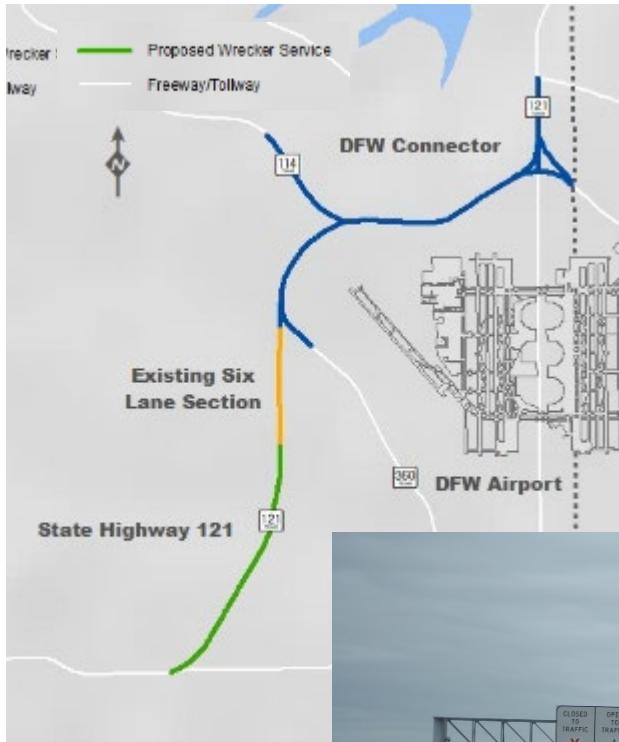 Proposed Wrecker Service
Freeway/Tollway
121
DFW Connector
114
N
Existing Six
Lane Section
360
DFW Airport
State Highway 121
121
CLOSED
TO
TRAFFIC
TO